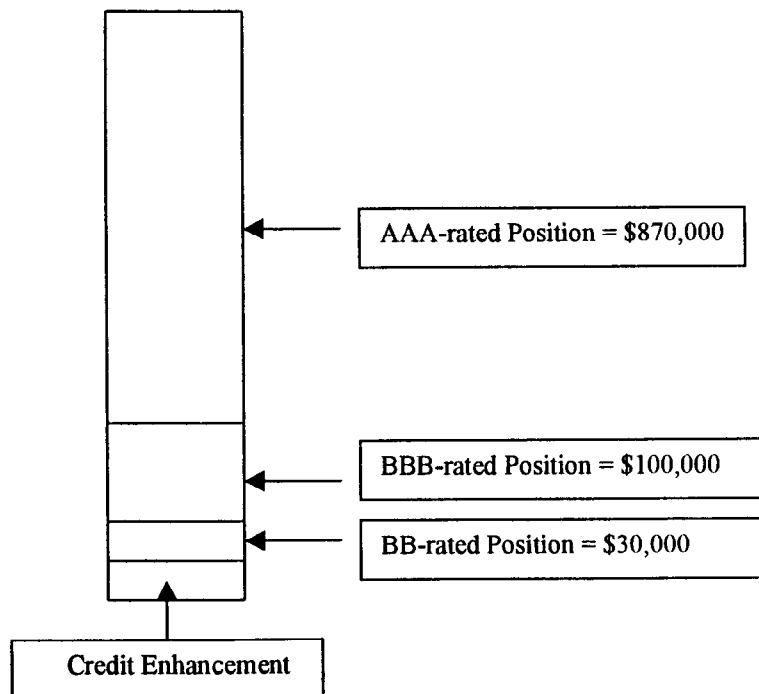 AAA-rated Position = $870,000
BBB-rated Position = $100,000
BB-rated Position = $30,000
Credit Enhancement